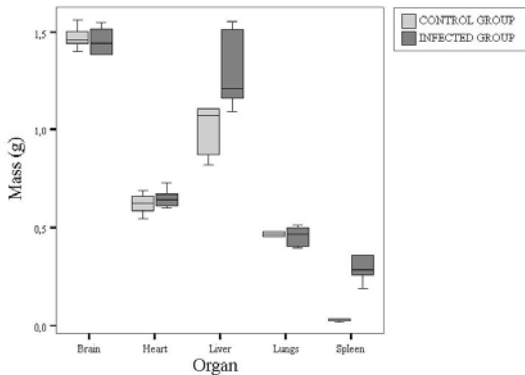 CONTROL GROUP
INFECTED GROUP
1,5
1,0
0,5
0,0
Mass (g)
Brain Heart Liver Lungs Spleen
Organ